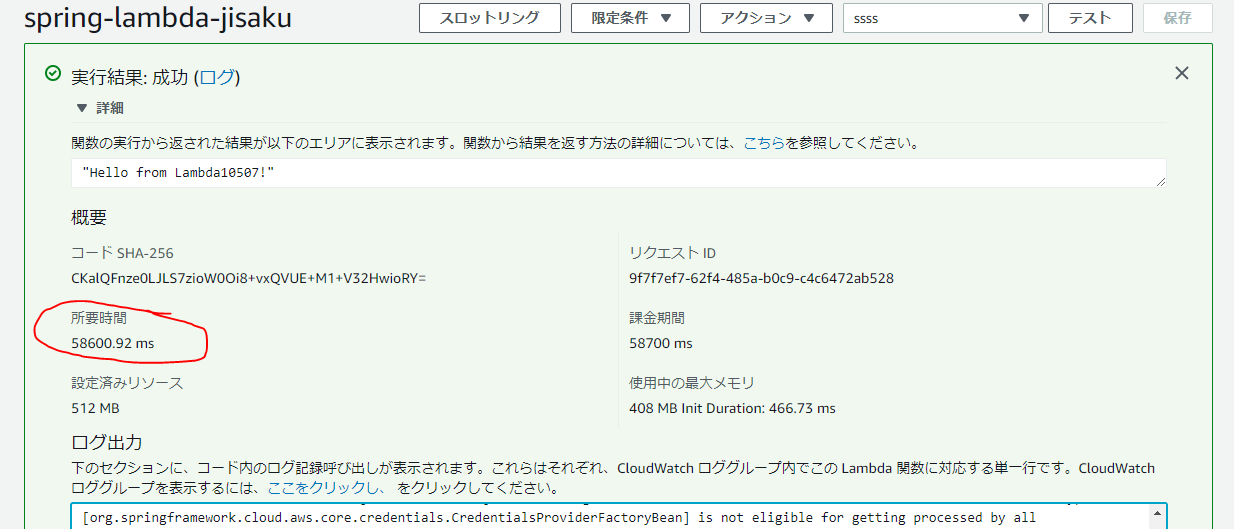 spring-lambda-jisaku
スロットリング
限定条件
アクション
ssss
テスト
保存
実行結果: 成功 (ログ)
詳細
関数の実行から返された結果が以下のエリアに表示されます。関数から結果を返す方法の詳細については、こちらを参照してください。
"Hello from Lambda10507!"
概要
コード SHA-256
CKalQFnze0LJLS7zioW0Oi8+vxQVUE+M1+V32HwioRY=
リクエスト ID
9f7f7ef7-62f4-485a-b0c9-c4c6472ab528
所要時間
58600.92 ms
課金期間
58700 ms
設定済みリソース
512 MB
使用中の最大メモリ
408 MB Init Duration: 466.73 ms
ログ出力
下のセクションに、コード内のログ記録呼び出しが表示されます。これらはそれぞれ、CloudWatch ロググループ内でこの Lambda 関数に対応する単一行です。CloudWatch
ロググループを表示するには、ここをクリックし、 をクリックしてください。
[org.springframework.cloud.aws.core.credentials.CredentialsProviderFactoryBean] is not eligible for getting processed by all